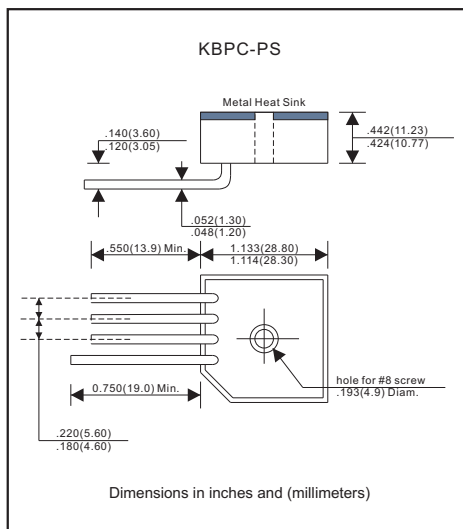 KBPC-PS
Metal Heat Sink
.140(3.60)
.120(3.05)
.442(11.23)
.424(10.77)
.052(1.30)
.048(1.20)
.550(13.9) Min.
1.133(28.80)
1.114(28.30)
hole for #8 screw
.193(4.9) Diam.
0.750(19.0) Min.
.220(5.60)
.180(4.60)
Dimensions in inches and (millimeters)